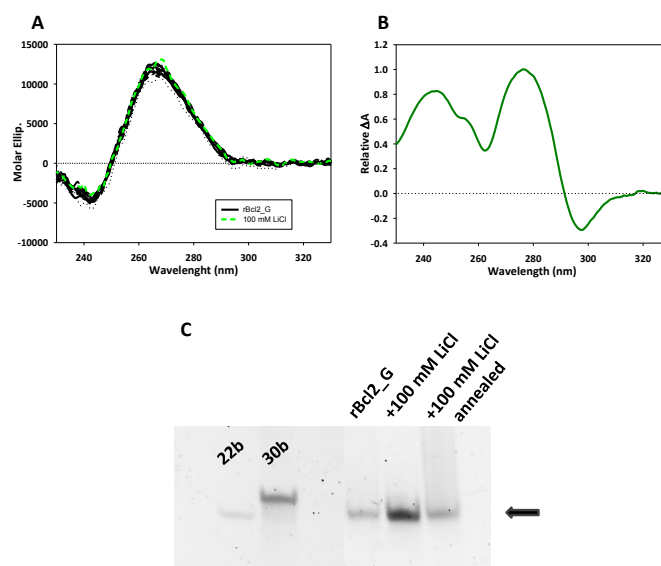 A
15000
10000
5000
0
-5000
-10000
Molar Ellip.
rBcl2_G
100 mM LiCl
240 260 280 300 320
Wavelenght (nm)
B
1.2
1.0
0.8
0.6
0.4
0.2
0.0
-0.2
-0.4
Relative ΔA
240 260 280 300 320
Wavelength (nm)
C
22b
30b
rBcl2_G
+100 mM LiCl
+100 mM LiCl
annealed